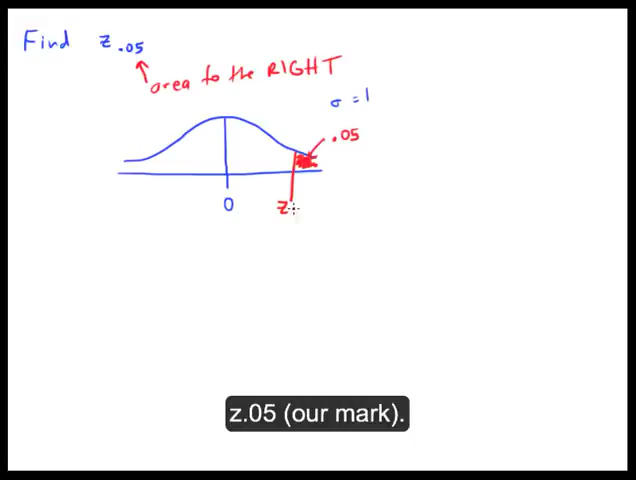 Find z.05
area to the RIGHT
σ = 1
.05
0
z
z.05 (our mark).